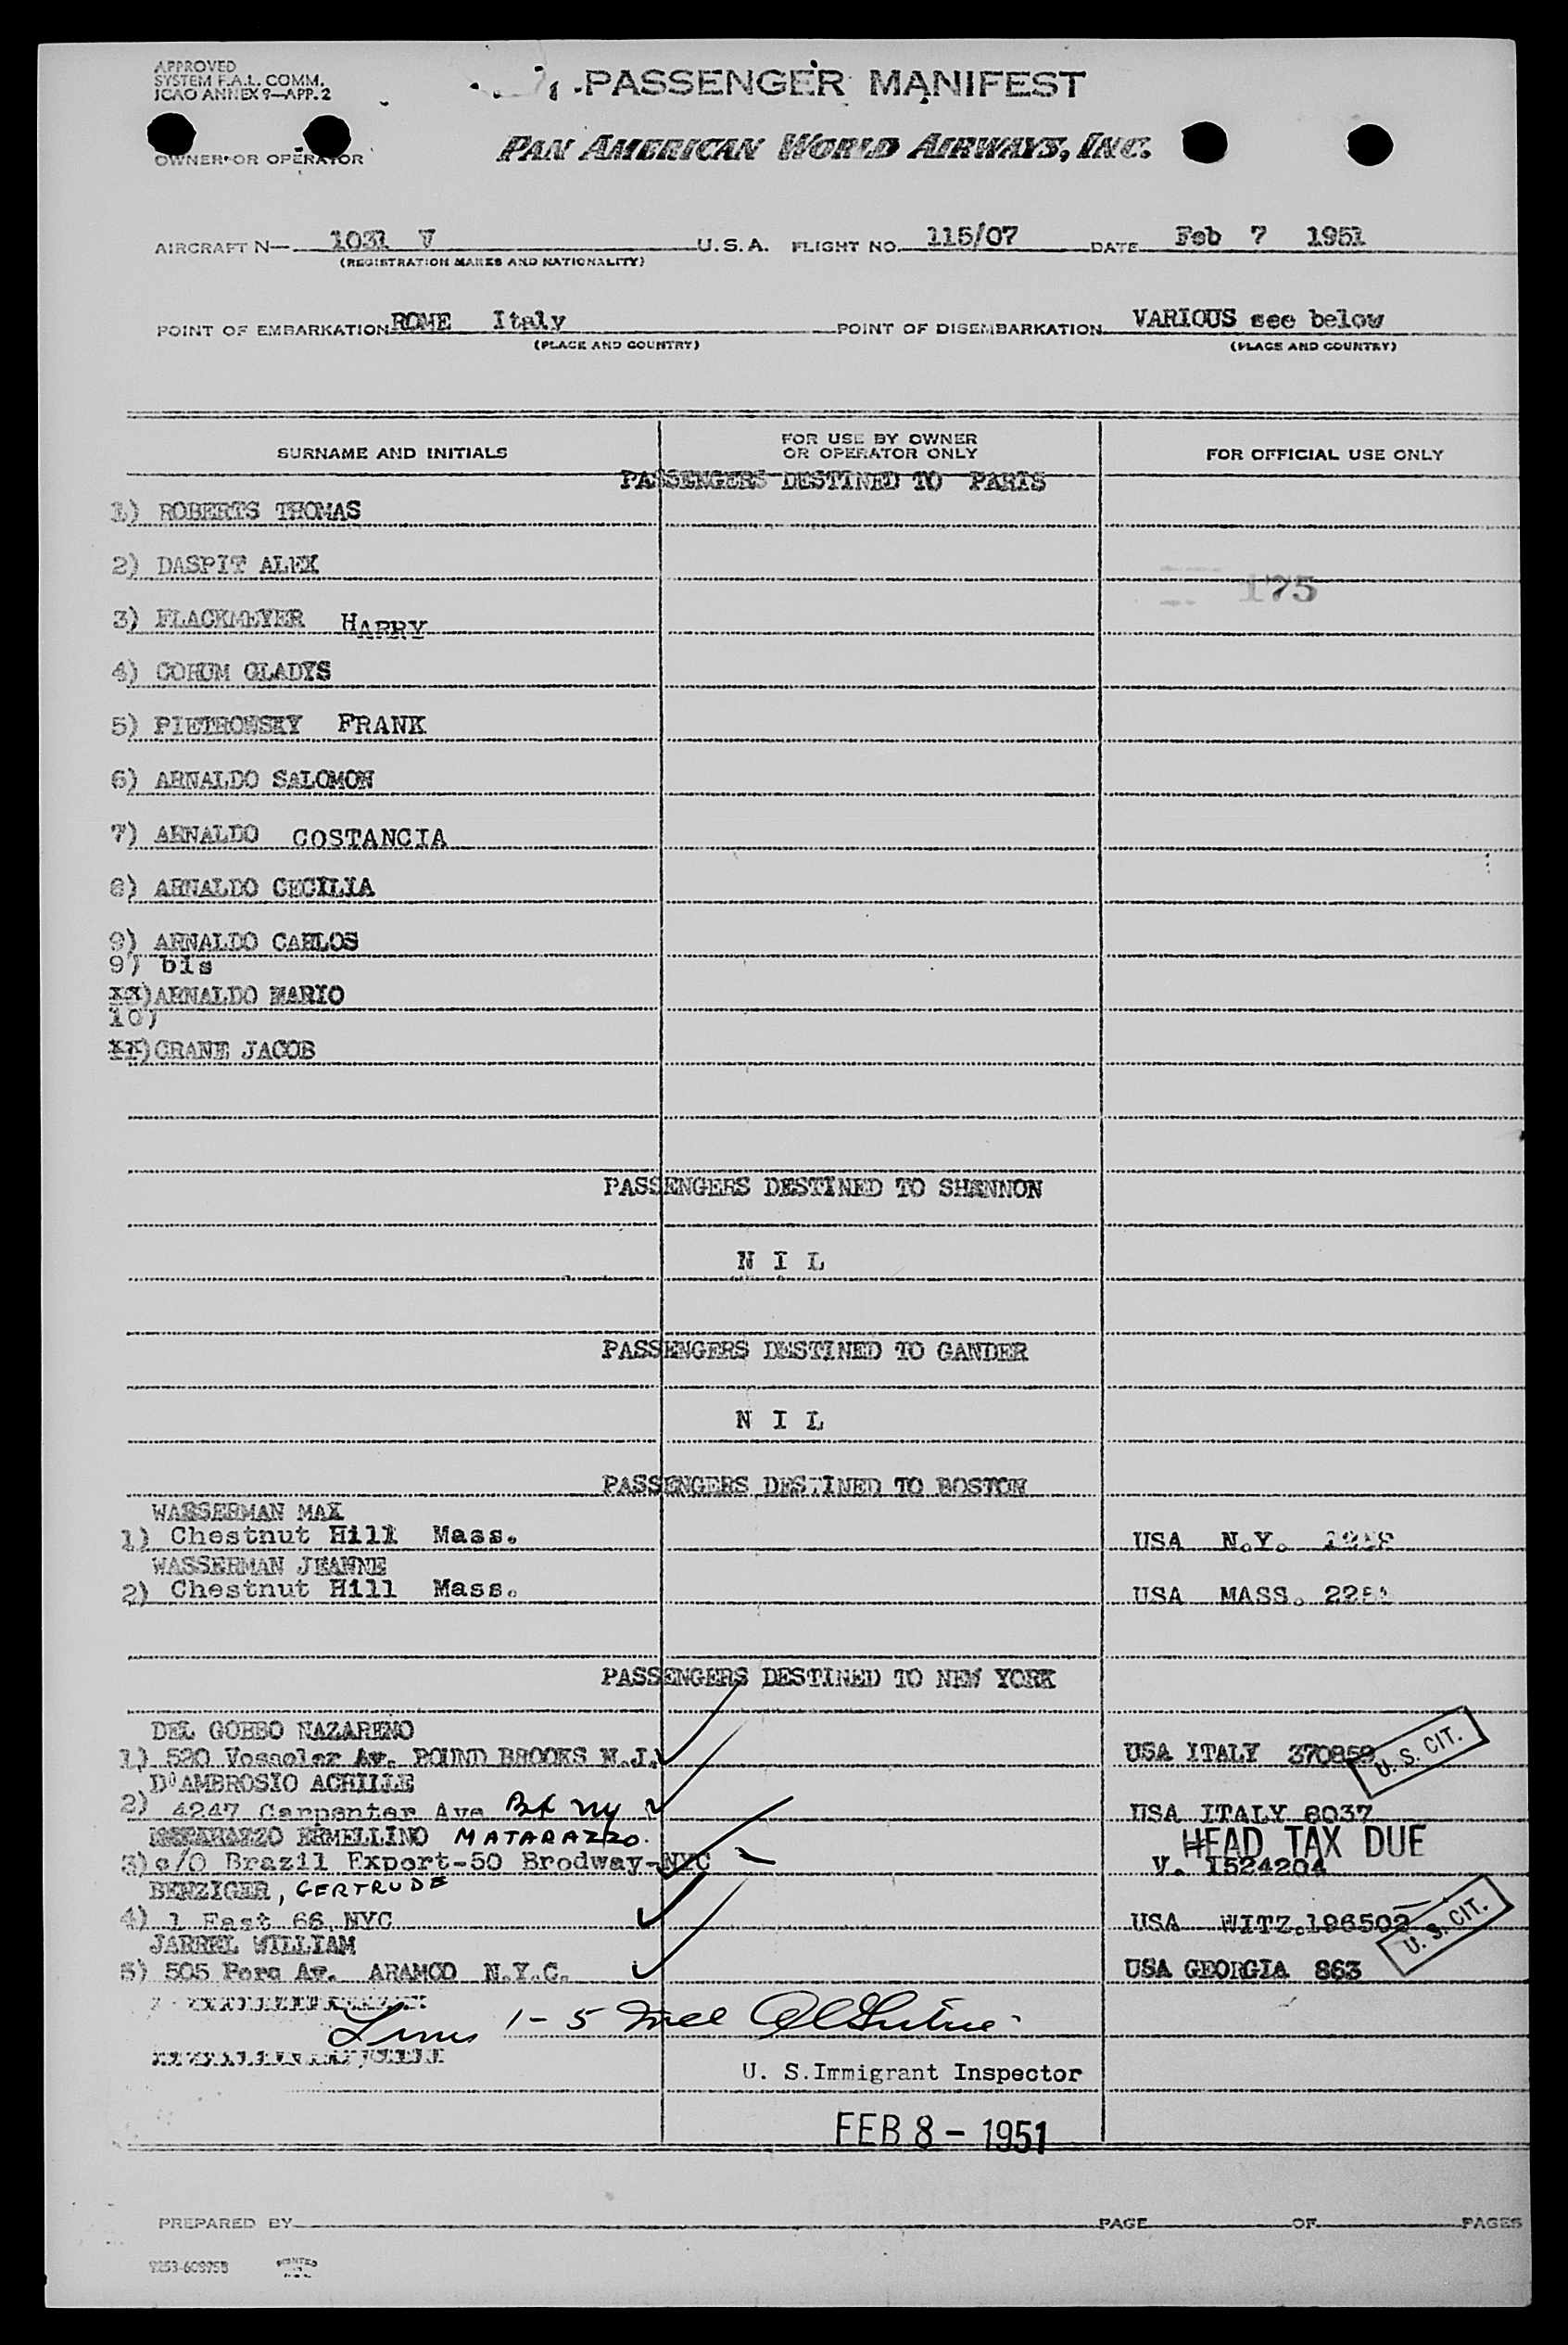 APPROVED
SYSTEM F.A.L. COMM.
ICAO ANNEX 9—APP. 2
PASSENGER MANIFEST
OWNER OR OPERATOR
PAN AMERICAN WORLD AIRWAYS, INC.
AIRCRAFT N— 1031 V U.S.A. FLIGHT NO. 115/07 DATE Feb 7 1951
(REGISTRATION MARKS AND NATIONALITY)
POINT OF EMBARKATION ROME Italy POINT OF DISEMBARKATION VARIOUS see below
(PLACE AND COUNTRY) (PLACE AND COUNTRY)
SURNAME AND INITIALS FOR USE BY OWNER OR OPERATOR ONLY FOR OFFICIAL USE ONLY
PASSENGERS DESTINED TO PARIS
1) ROBERTS THOMAS
2) DASPIT ALEX
175
3) FLACKMEYER HARRY
4) CORUM GLADYS
5) PIETROWSKY FRANK
6) ARNALDO SALOMON
7) ARNALDO COSTANCIA
8) ARNALDO CECILIA
9) ARNALDO CARLOS
9) bis
xx) ARNALDO MARIO
10)
xx) CRANE JACOB
PASSENGERS DESTINED TO SHANNON
N I L
PASSENGERS DESTINED TO GANDER
N I L
PASSENGERS DESTINED TO BOSTON
WASSERMAN MAX
1) Chestnut Hill Mass. USA N.Y.
WASSERMAN JEANNE
2) Chestnut Hill Mass. USA MASS.
PASSENGERS DESTINED TO NEW YORK
DEL GOBBO NAZARENO
1) 520 Vosseler Av. BOUND BROOKS N.J. USA ITALY 370859 U.S. CIT.
D'AMBROSIO ACHILLE
2) 4247 Carpenter Ave Bx NY USA ITALY 6037
MATARAZZO ERMELLINO MATARAZZO. HEAD TAX DUE
3) c/O Brazil Export-50 Brodway-NYC V. 1524204
BENZIGER, GERTRUDE
4) 1 East 66 NYC USA WITZ. 196502 U.S. CIT.
JARREL WILLIAM
5) 505 Parc Av. ARAMCO N.Y.C. USA GEORGIA 863
Lines 1-5 incl
U. S. Immigrant Inspector
FEB 8 - 1951
PREPARED BY PAGE OF PAGES